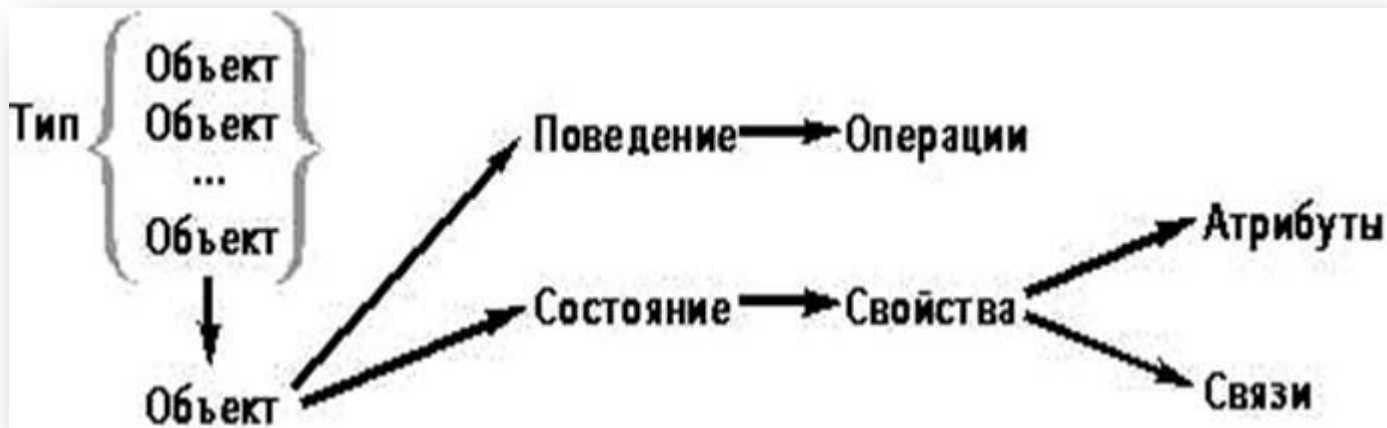 Объект
Тип Объект
...
Объект
Поведение Операции
Атрибуты
Состояние Свойства
Объект
Связи